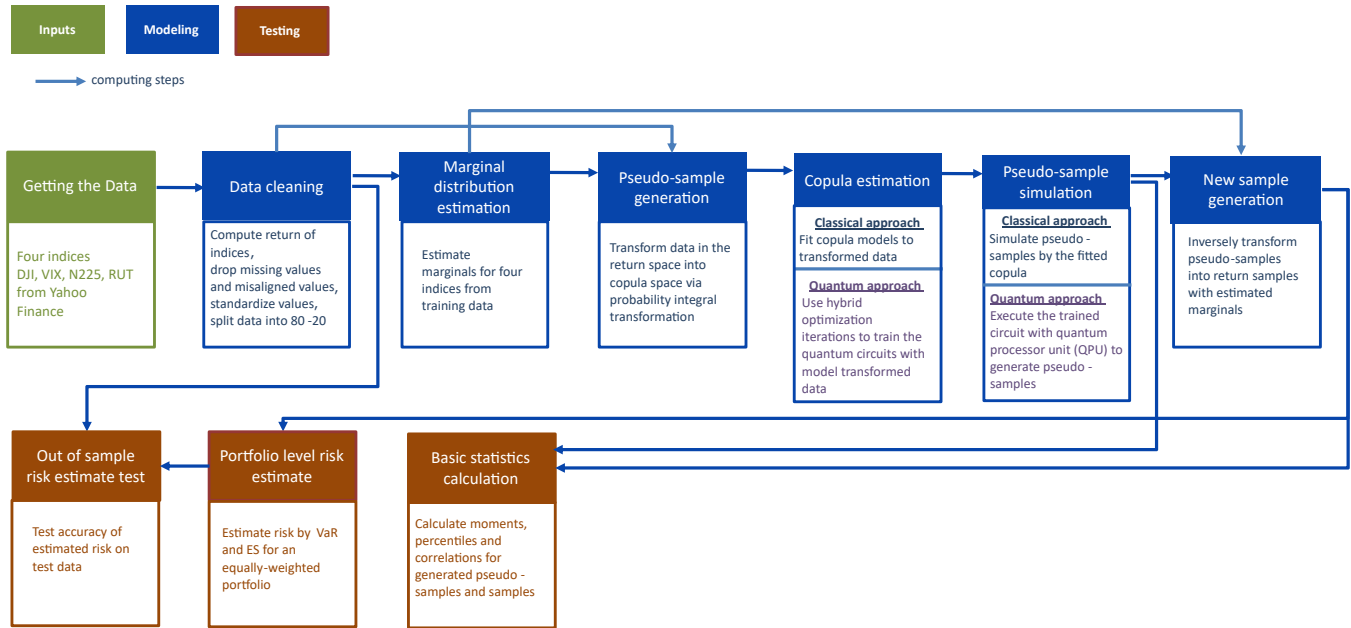 Inputs
Modeling
Testing
computing steps
Getting the Data
Four indices
DJI, VIX, N225, RUT
from Yahoo
Finance
Data cleaning
Compute return of
indices,
drop missing values
and misaligned values,
standardize values,
split data into 80 -20
Marginal
distribution
estimation
Estimate
marginals for four
indices from
training data
Pseudo-sample
generation
Transform data in the
return space into
copula space via
probability integral
transformation
Copula estimation
Classical approach
Fit copula models to
transformed data
Quantum approach
Use hybrid
optimization
iterations to train the
quantum circuits with
model transformed
data
Pseudo-sample
simulation
Classical approach
Simulate pseudo -
samples by the fitted
copula
Quantum approach
Execute the trained
circuit with quantum
processor unit (QPU) to
generate pseudo -
samples
New sample
generation
Inversely transform
pseudo-samples
into return samples
with estimated
marginals
Out of sample
risk estimate test
Test accuracy of
estimated risk on
test data
Portfolio level risk
estimate
Estimate risk by VaR
and ES for an
equally-weighted
portfolio
Basic statistics
calculation
Calculate moments,
percentiles and
correlations for
generated pseudo -
samples and samples